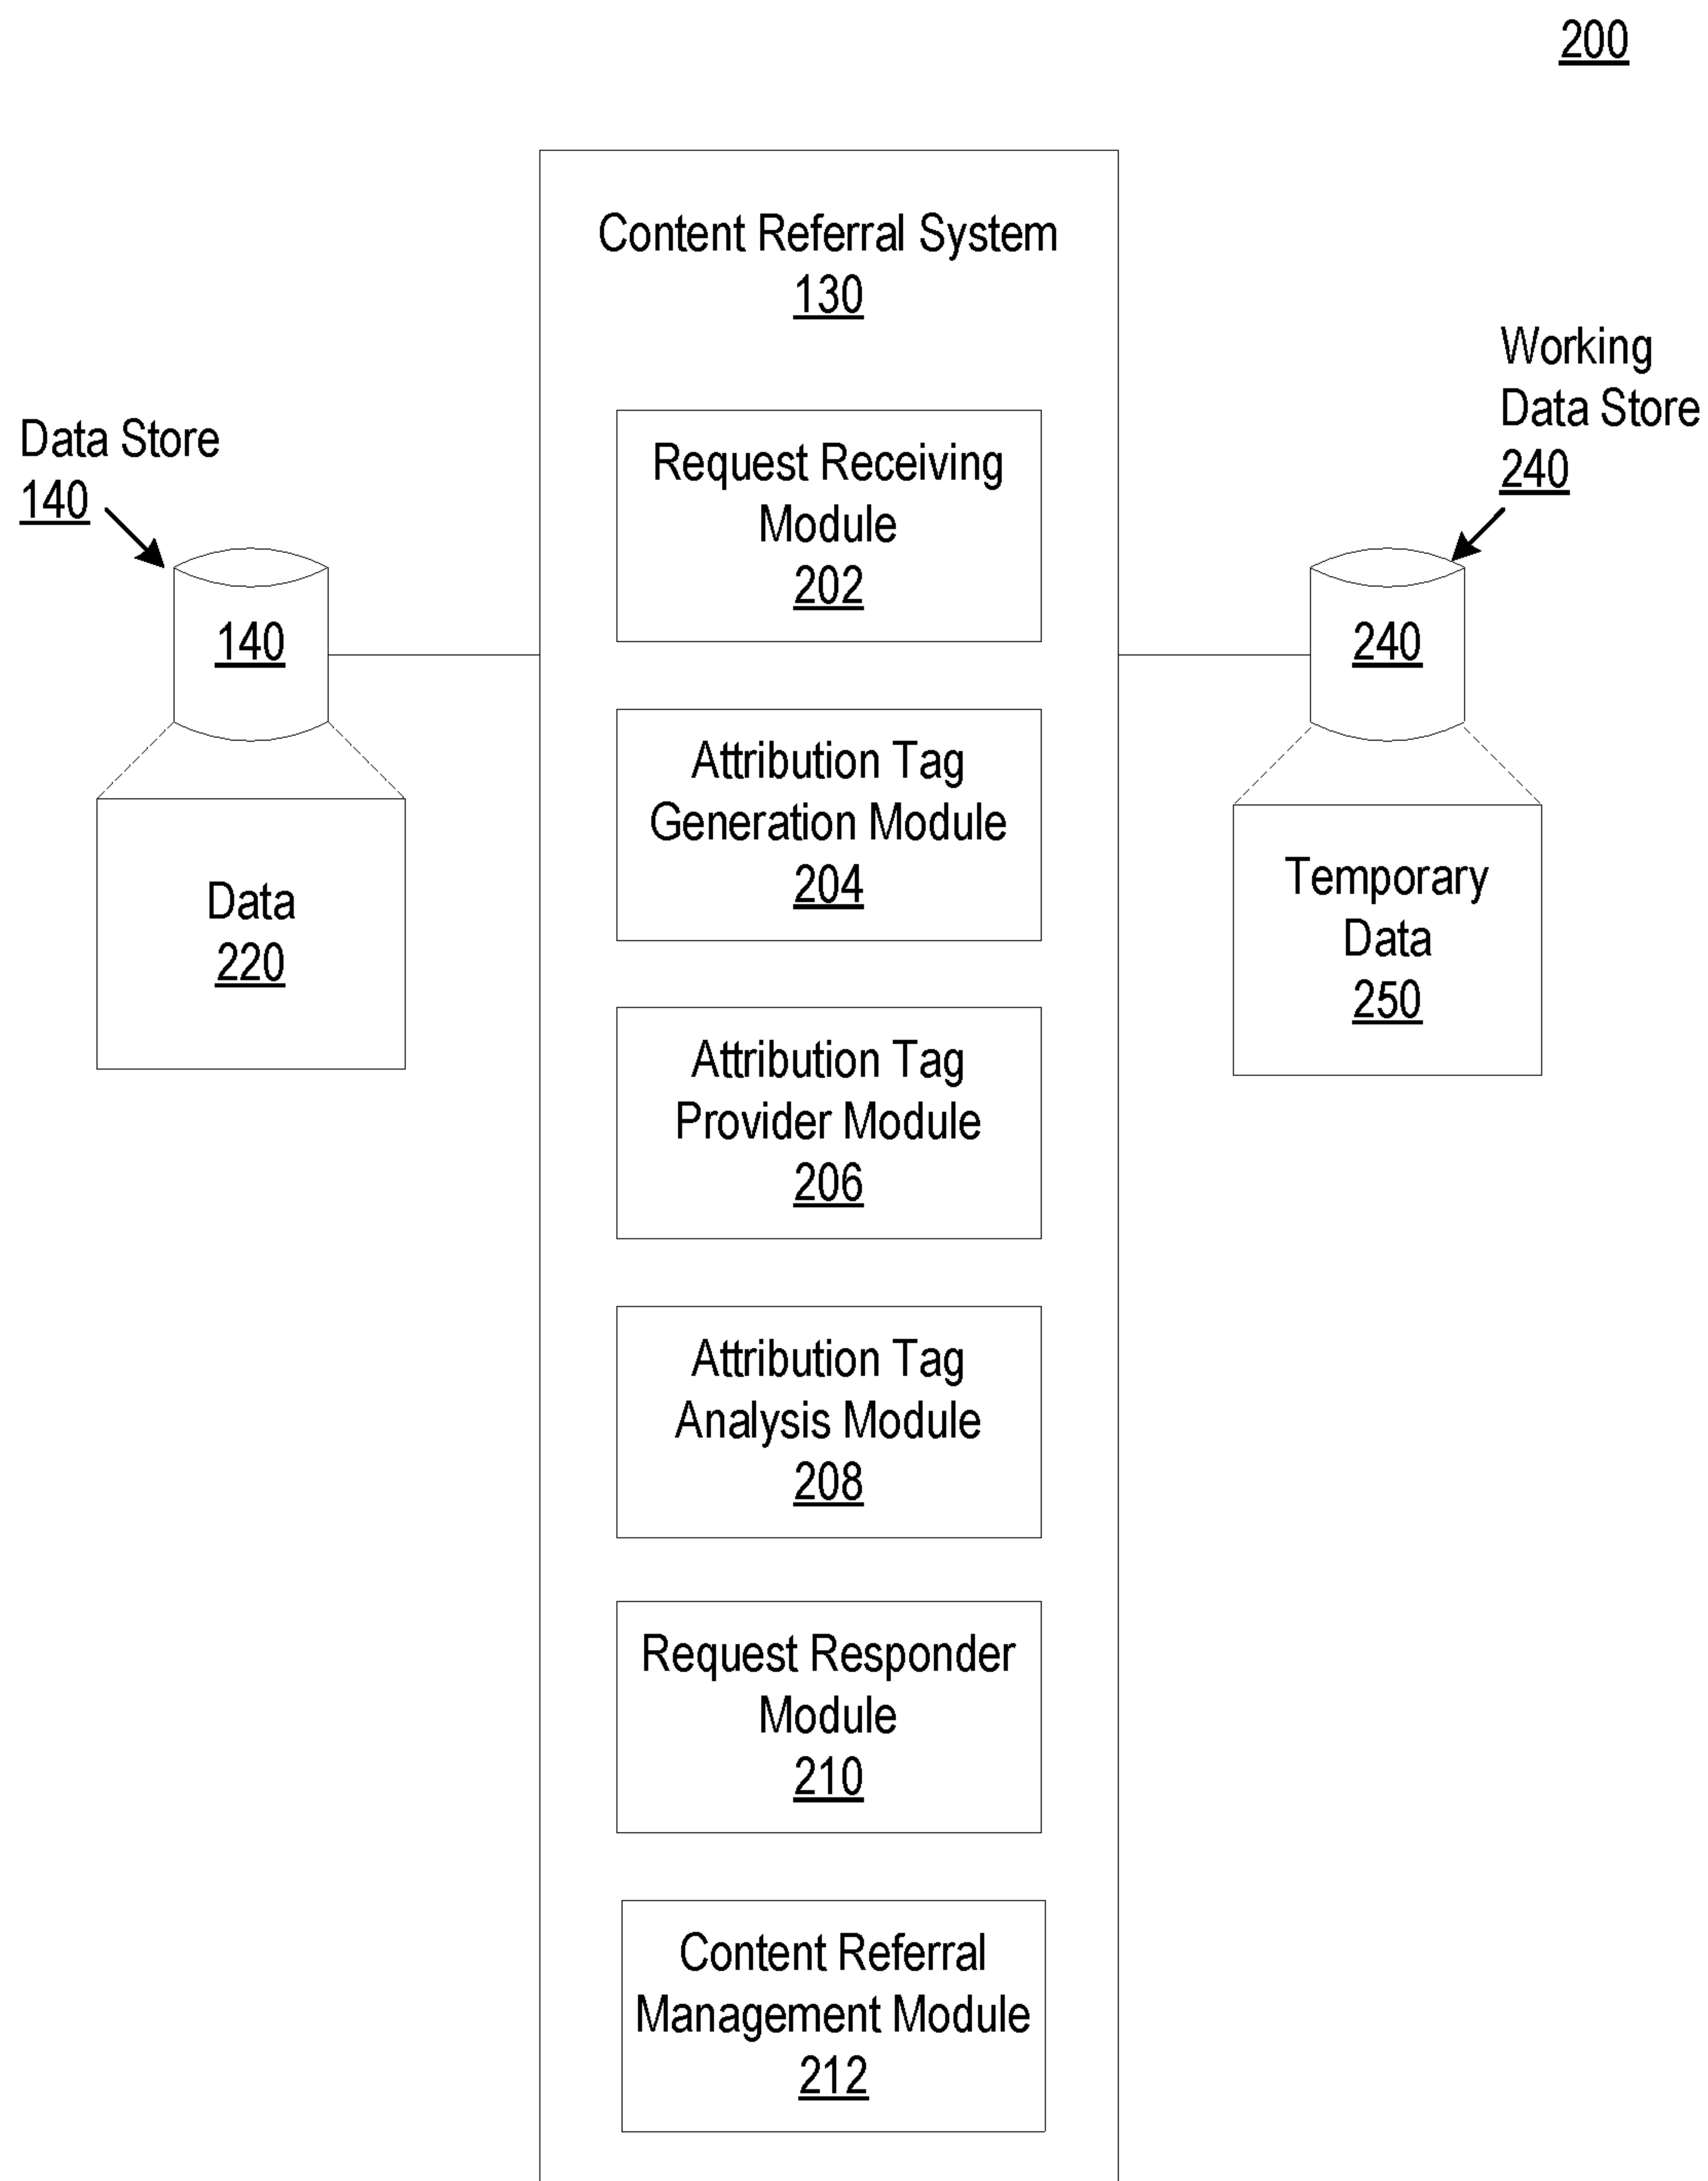 200
Content Referral System
130
Data Store
140
140
Data
220
Request Receiving
Module
202
Attribution Tag
Generation Module
204
Attribution Tag
Provider Module
206
Attribution Tag
Analysis Module
208
Request Responder
Module
210
Content Referral
Management Module
212
Working
Data Store
240
240
Temporary
Data
250